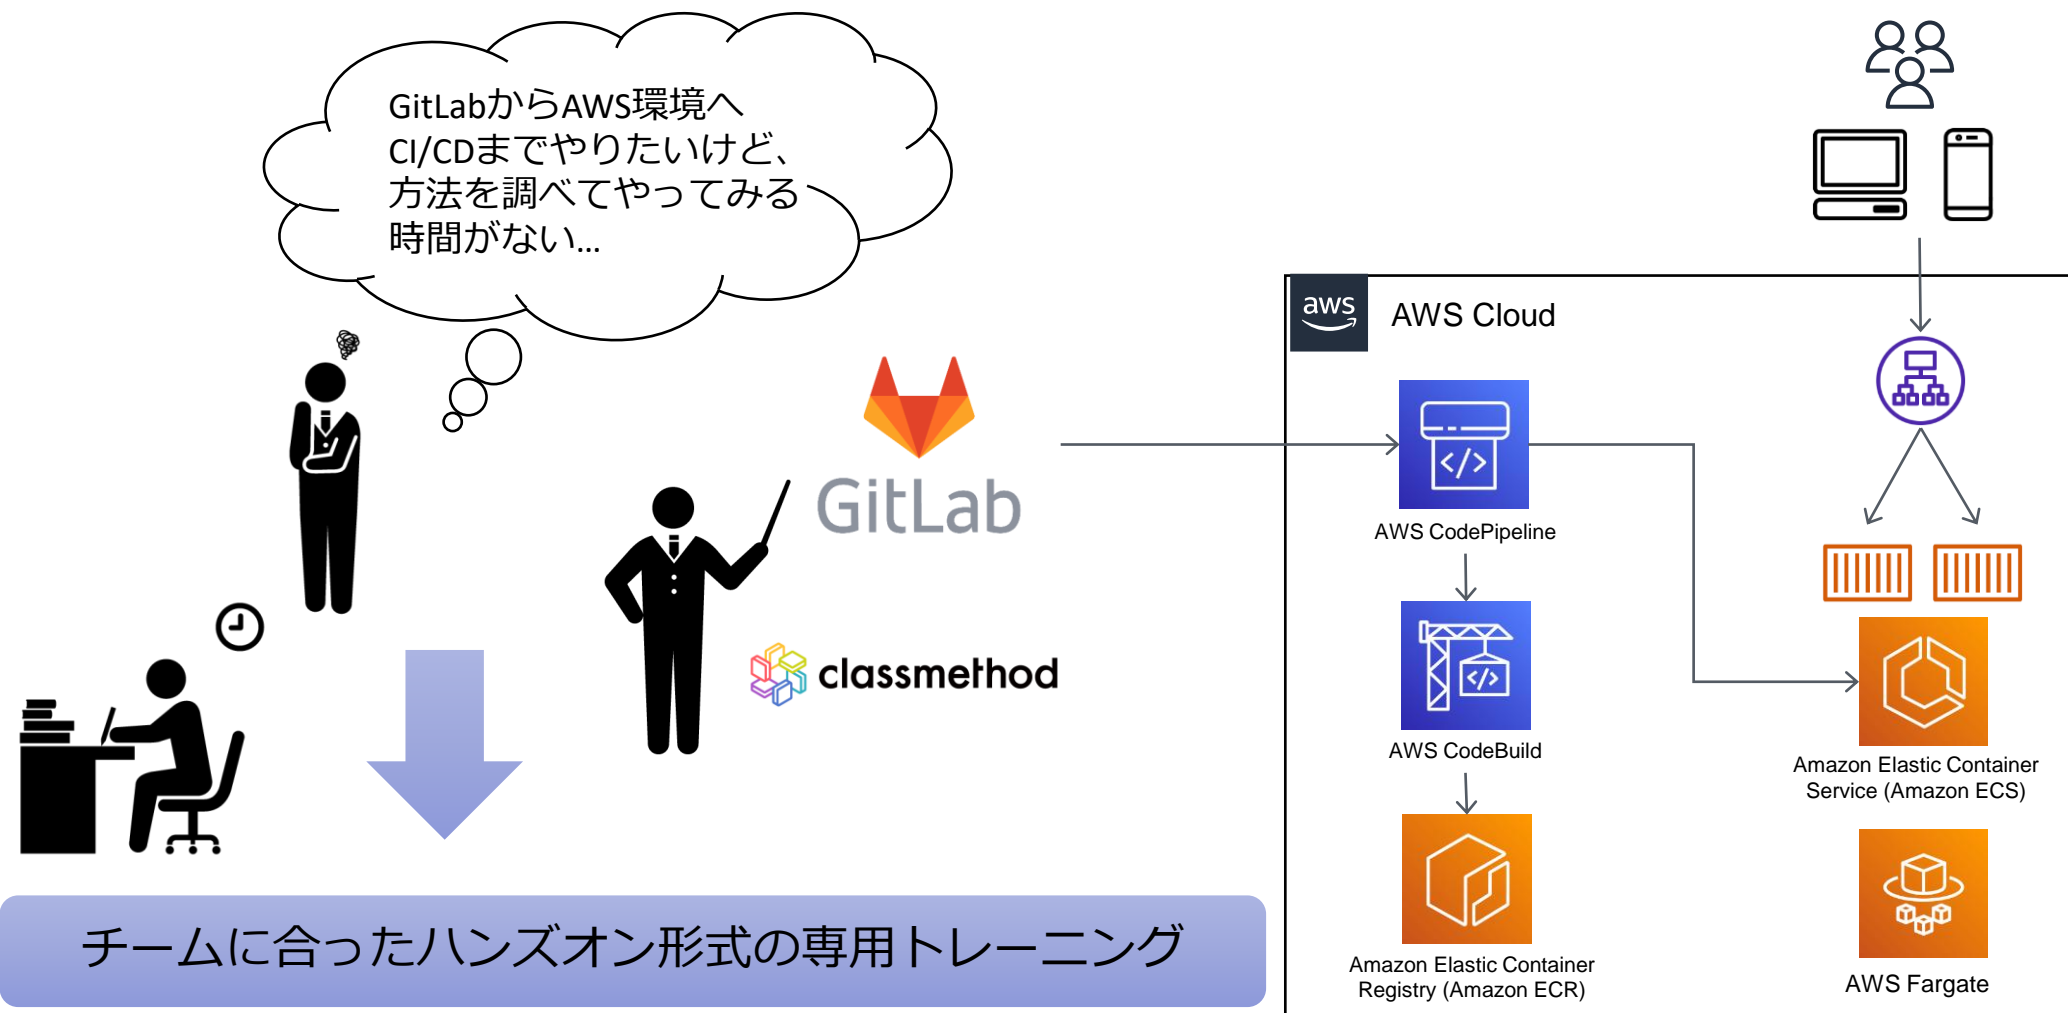 GitLabからAWS環境へ
CI/CDまでやりたいけど、
方法を調べてやってみる
時間がない...
GitLab
classmethod
チームに合ったハンズオン形式の専用トレーニング
aws
AWS Cloud
AWS CodePipeline
AWS CodeBuild
Amazon Elastic Container
Registry (Amazon ECR)
Amazon Elastic Container
Service (Amazon ECS)
AWS Fargate